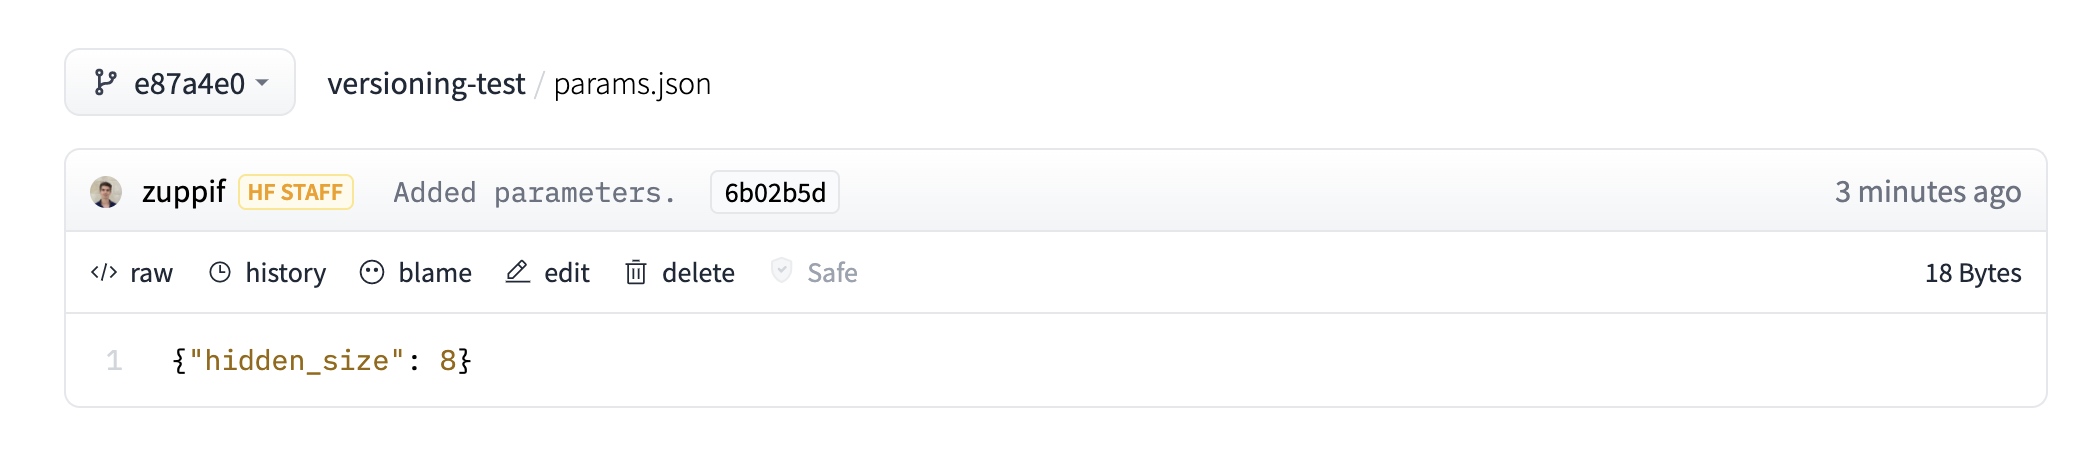 e87a4e0 versioning-test / params.json
zuppif HF STAFF Added parameters. 6b02b5d 3 minutes ago
</> raw history blame edit delete Safe 18 Bytes
1 {"hidden_size": 8}